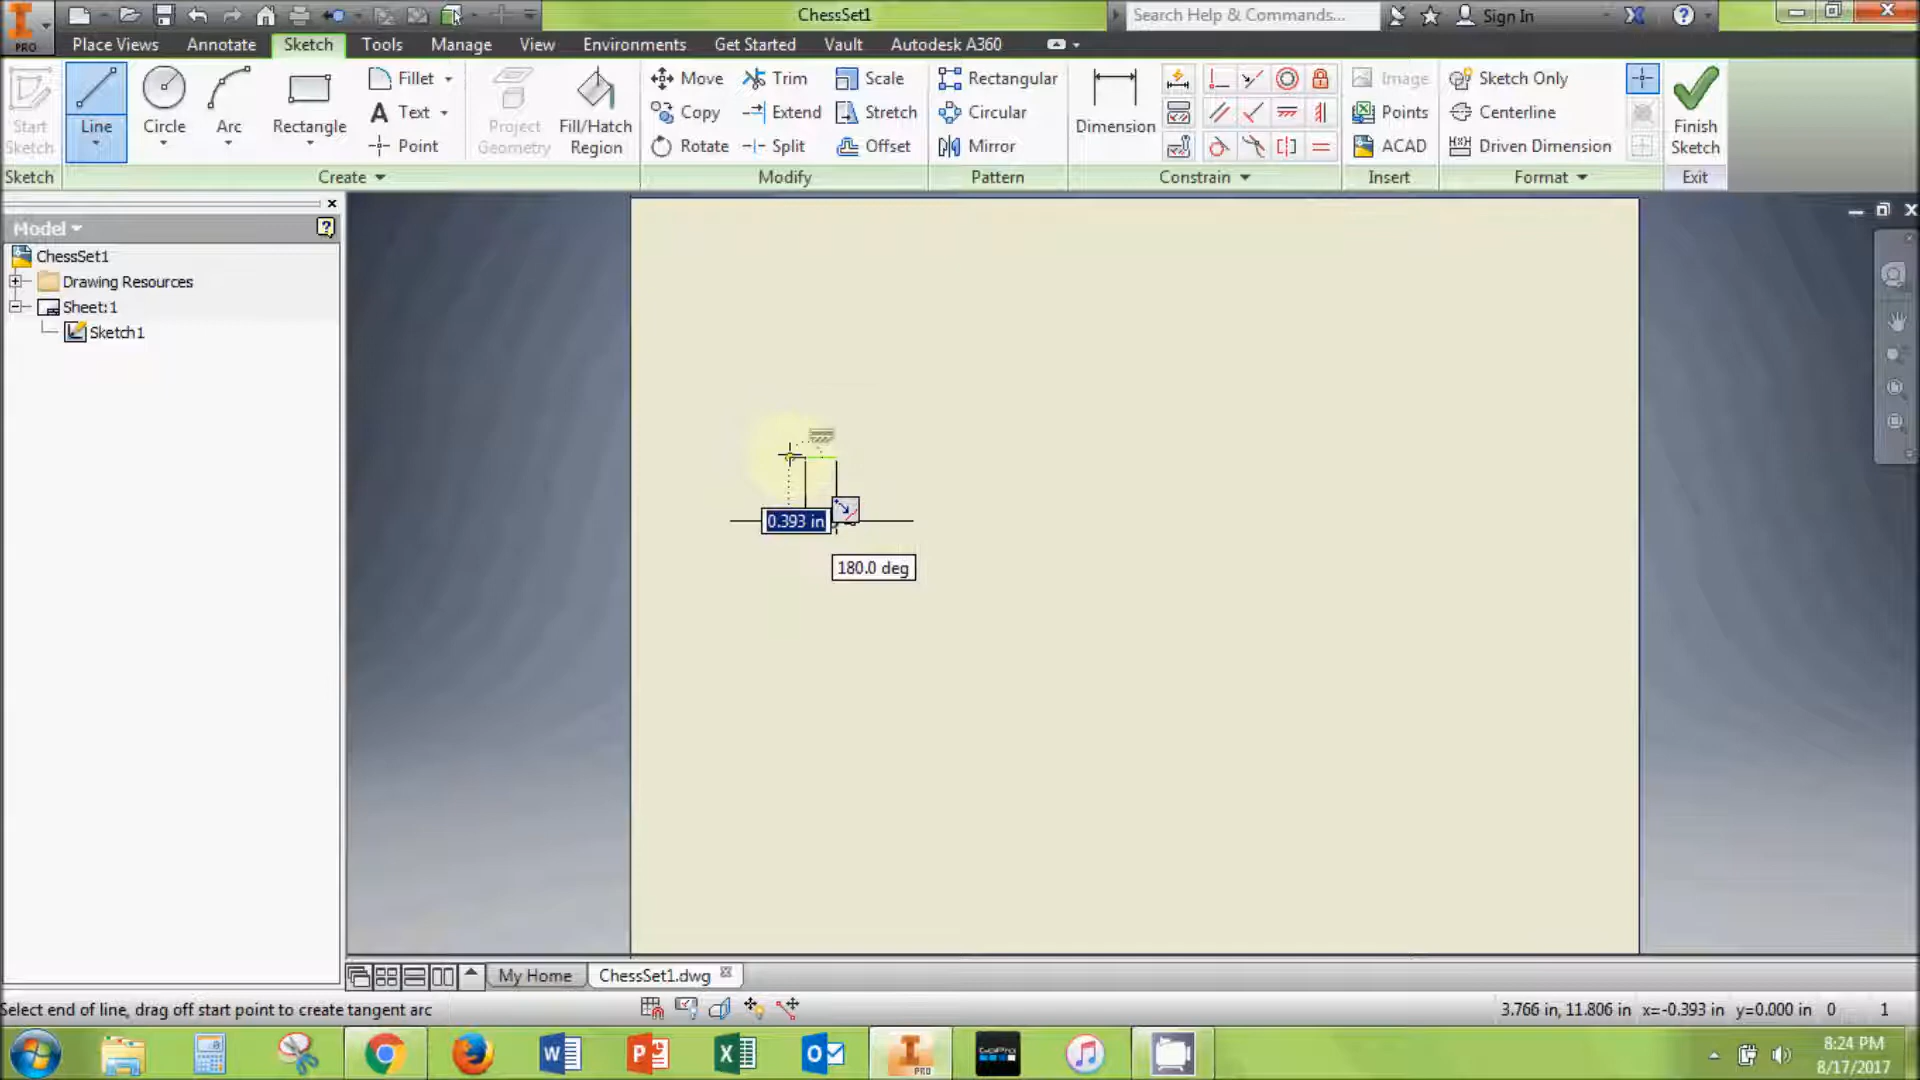 ChessSet1
Search Help & Commands...
Sign In
PRO
Place Views
Annotate
Sketch
Tools
Manage
View
Environments
Get Started
Vault
Autodesk A360
Start Sketch
Line
Circle
Arc
Rectangle
Fillet
Text
Point
Project Geometry
Fill/Hatch Region
Move
Copy
Rotate
Trim
Extend
Split
Scale
Stretch
Offset
Rectangular
Circular
Mirror
Dimension
Image
Points
ACAD
Sketch Only
Centerline
Driven Dimension
Finish Sketch
Sketch
Create
Modify
Pattern
Constrain
Insert
Format
Exit
Model
ChessSet1
Drawing Resources
Sheet:1
Sketch1
0.393 in
180.0 deg
My Home
ChessSet1.dwg
Select end of line, drag off start point to create tangent arc
3.766 in, 11.806 in x=-0.393 in y=0.000 in 0 1
PRO
GoPro
8:24 PM
8/17/2017